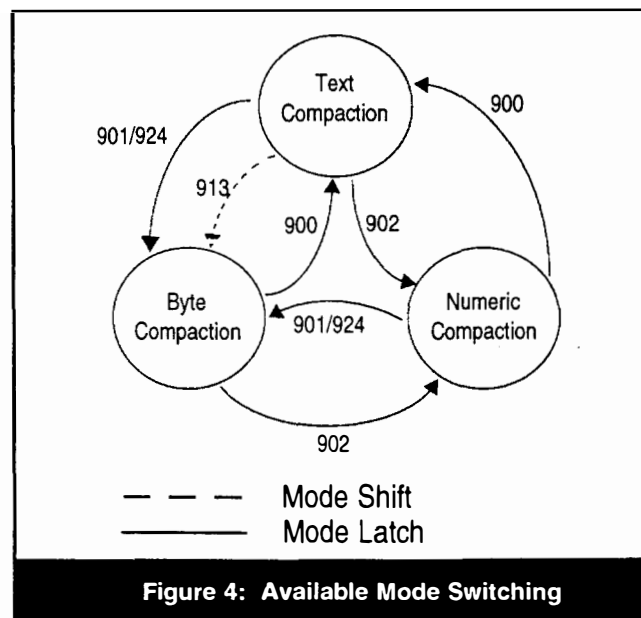 Text
Compaction
900
901/924
913
900
902
Byte
Compaction
901/924
Numeric
Compaction
902
Mode Shift
Mode Latch
Figure 4: Available Mode Switching